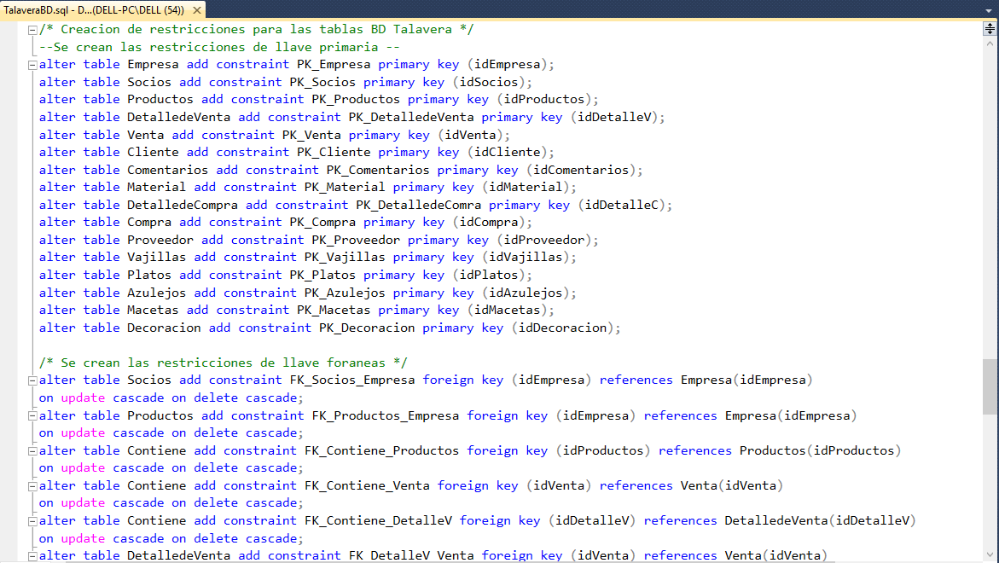 TalaveraBD.sql - D...(DELL-PC\DELL (54))
/* Creacion de restricciones para las tablas BD Talavera */
--Se crean las restricciones de llave primaria --
alter table Empresa add constraint PK_Empresa primary key (idEmpresa);
alter table Socios add constraint PK_Socios primary key (idSocios);
alter table Productos add constraint PK_Productos primary key (idProductos);
alter table DetalledeVenta add constraint PK_DetalledeVenta primary key (idDetalleV);
alter table Venta add constraint PK_Venta primary key (idVenta);
alter table Cliente add constraint PK_Cliente primary key (idCliente);
alter table Comentarios add constraint PK_Comentarios primary key (idComentarios);
alter table Material add constraint PK_Material primary key (idMaterial);
alter table DetalledeCompra add constraint PK_DetalledeComra primary key (idDetalleC);
alter table Compra add constraint PK_Compra primary key (idCompra);
alter table Proveedor add constraint PK_Proveedor primary key (idProveedor);
alter table Vajillas add constraint PK_Vajillas primary key (idVajillas);
alter table Platos add constraint PK_Platos primary key (idPlatos);
alter table Azulejos add constraint PK_Azulejos primary key (idAzulejos);
alter table Macetas add constraint PK_Macetas primary key (idMacetas);
alter table Decoracion add constraint PK_Decoracion primary key (idDecoracion);
/* Se crean las restricciones de llave foraneas */
alter table Socios add constraint FK_Socios_Empresa foreign key (idEmpresa) references Empresa(idEmpresa)
on update cascade on delete cascade;
alter table Productos add constraint FK_Productos_Empresa foreign key (idEmpresa) references Empresa(idEmpresa)
on update cascade on delete cascade;
alter table Contiene add constraint FK_Contiene_Productos foreign key (idProductos) references Productos(idProductos)
on update cascade on delete cascade;
alter table Contiene add constraint FK_Contiene_Venta foreign key (idVenta) references Venta(idVenta)
on update cascade on delete cascade;
alter table Contiene add constraint FK_Contiene_DetalleV foreign key (idDetalleV) references DetalledeVenta(idDetalleV)
on update cascade on delete cascade;
alter table DetalledeVenta add constraint FK_DetalleV_Venta foreign key (idVenta) references Venta(idVenta)